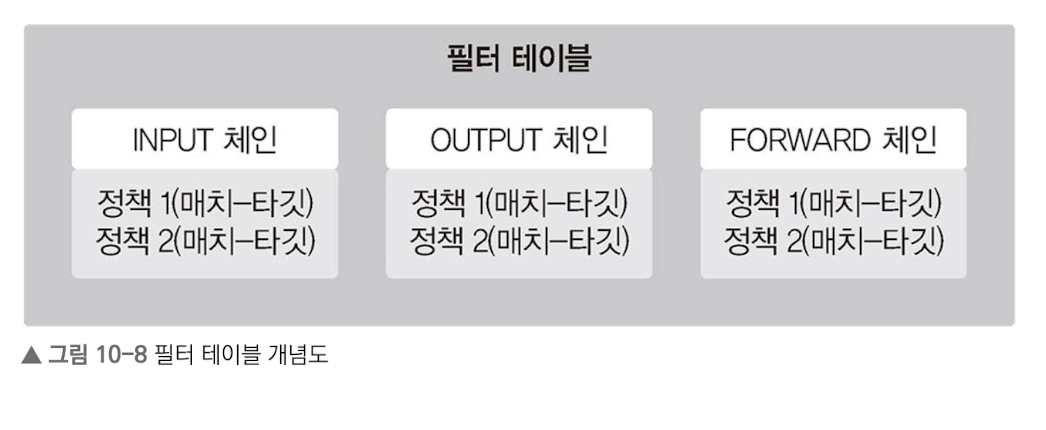 필터 테이블
INPUT 체인
정책 1(매치-타깃)
정책 2(매치-타깃)
OUTPUT 체인
정책 1(매치-타깃)
정책 2(매치-타깃)
FORWARD 체인
정책 1(매치-타깃)
정책 2(매치-타깃)
▲ 그림 10-8 필터 테이블 개념도